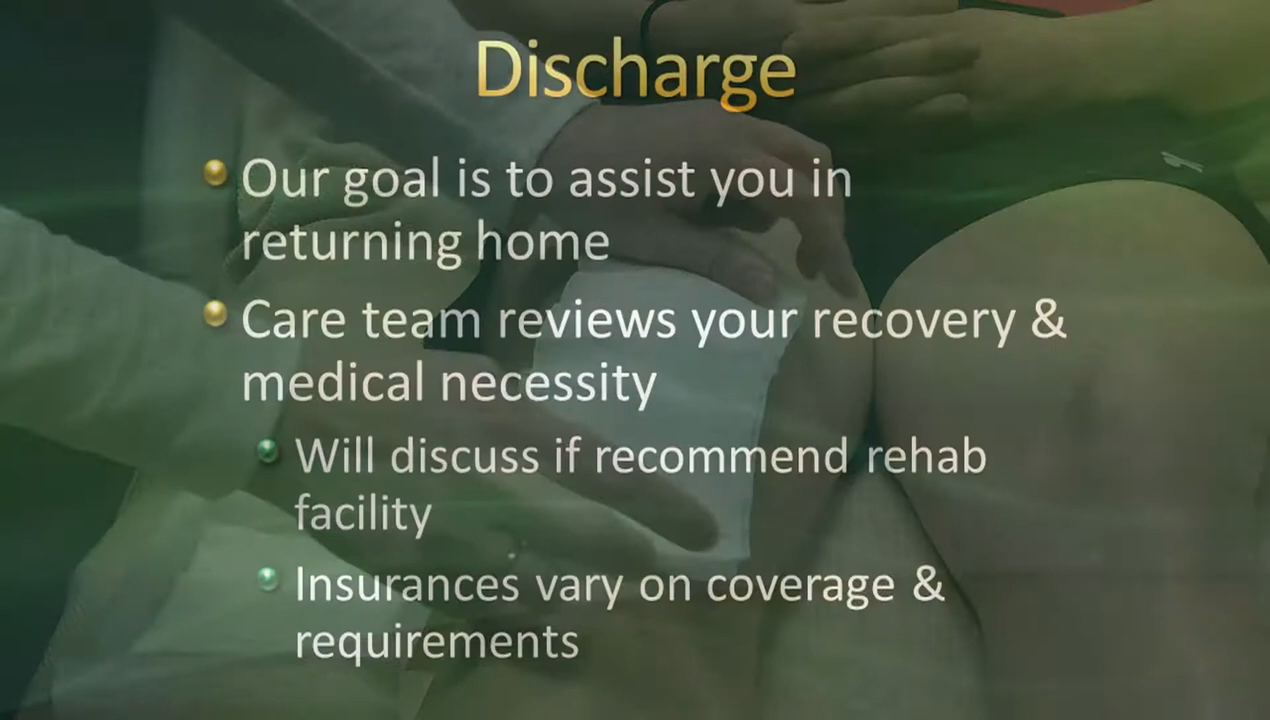 Discharge
Our goal is to assist you in
returning home
Care team reviews your recovery &
medical necessity
Will discuss if recommend rehab
facility
Insurances vary on coverage &
requirements